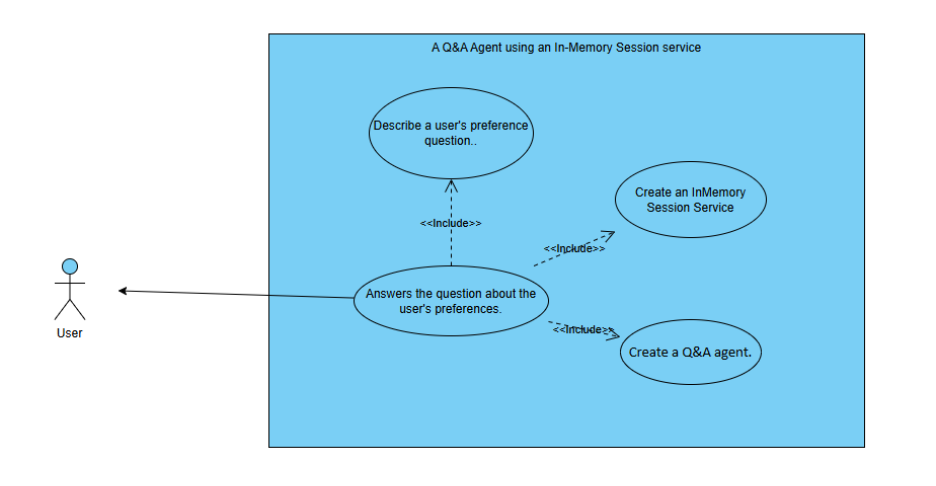 A Q&A Agent using an In-Memory Session service
Describe a user's preference
question..
Create an InMemory
Session Service
<<Include>>
<<Include>>
Answers the question about the
user's preferences.
<<Include>>
Create a Q&A agent.
User